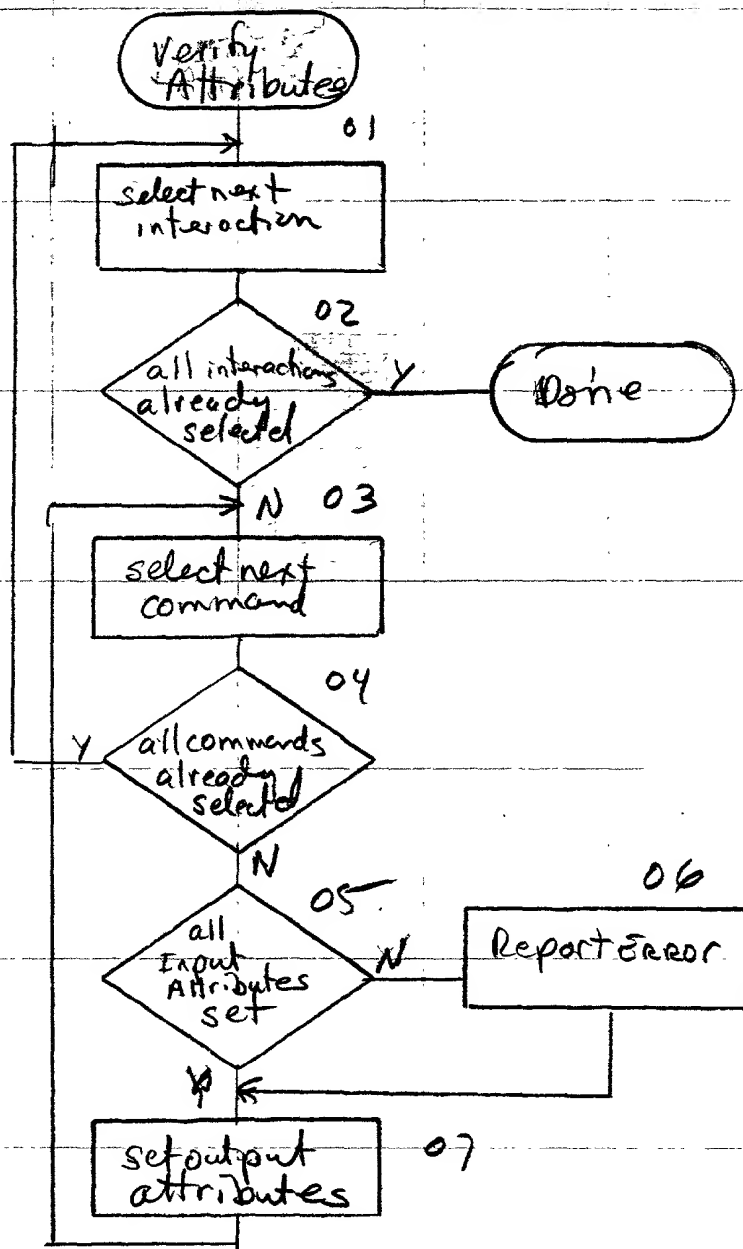 Verify
Attributes
01
select next
interaction
02
all interactions
already
selected
Y
Done
N 03
select next
command
04
all commands
already
selected
Y
N
05
all
Input
Attributes
set
N
06
Report ERROR
Y
set output
attributes
07